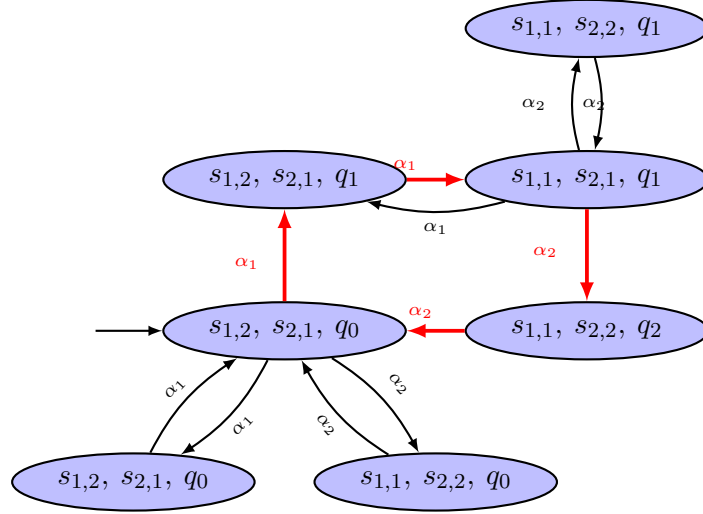 s₁,₁, s₂,₂, q₁
α₂ α₂
α₁
s₁,₂, s₂,₁, q₁ s₁,₁, s₂,₁, q₁
α₁
α₁ α₂
α₂
s₁,₂, s₂,₁, q₀ s₁,₁, s₂,₂, q₂
α₁ α₂
α₁ α₂
s₁,₂, s₂,₁, q₀ s₁,₁, s₂,₂, q₀